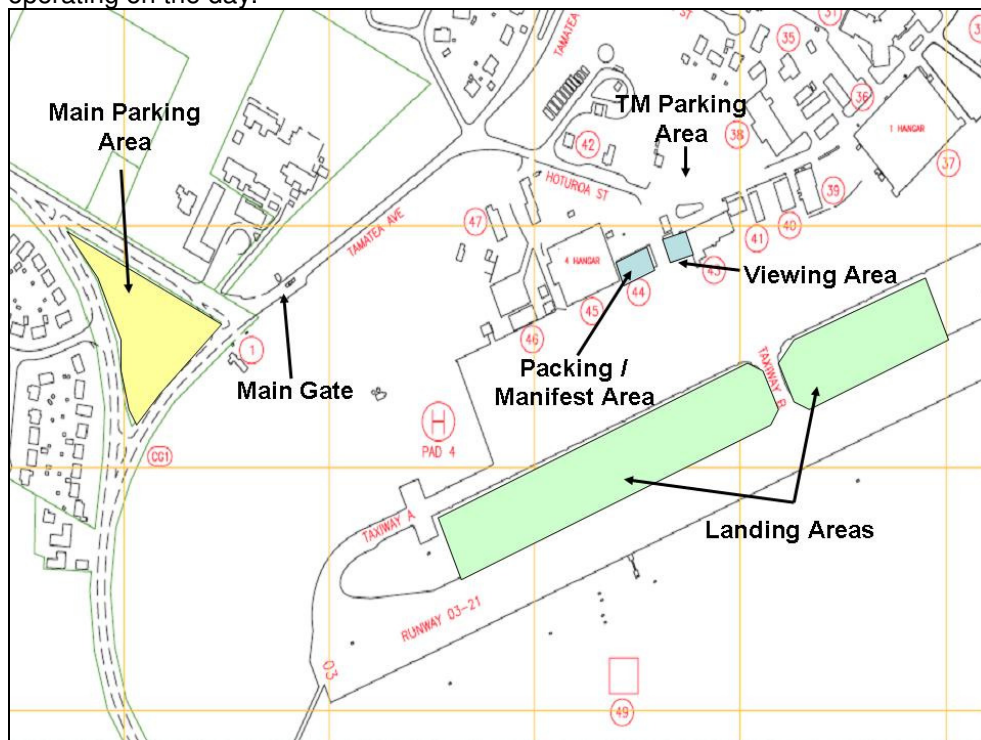 operating on the day.
TAMATEA
ST
37
35
36
Main Parking
Area
TAMATEA
TM Parking
Area
38
1 HANGAR
42
37
HOTUROA ST
39
40
47
TAMATEA AVE
41
4 HANGAR
43
Viewing Area
44
45
46
1
Main Gate
Packing /
Manifest Area
TAXIWAY B
H
PAD 4
CG1
Landing Areas
TAXIWAY A
RUNWAY 03-21
03
49